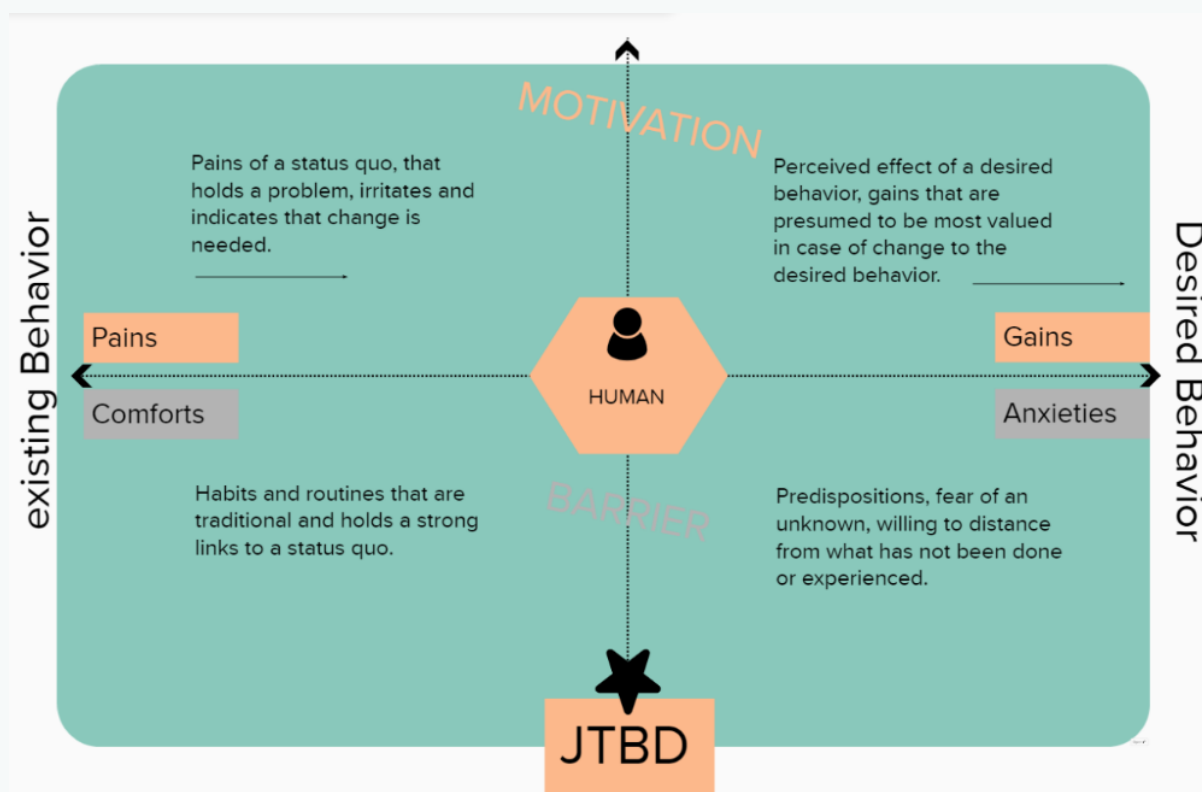 MOTIVATION
Pains of a status quo, that
holds a problem, irritates and
indicates that change is
needed.
Perceived effect of a desired
behavior, gains that are
presumed to be most valued
in case of change to the
desired behavior.
existing Behavior
Desired Behavior
Pains
Gains
HUMAN
Comforts
Anxieties
BARRIER
Habits and routines that are
traditional and holds a strong
links to a status quo.
Predispositions, fear of an
unknown, willing to distance
from what has not been done
or experienced.
JTBD